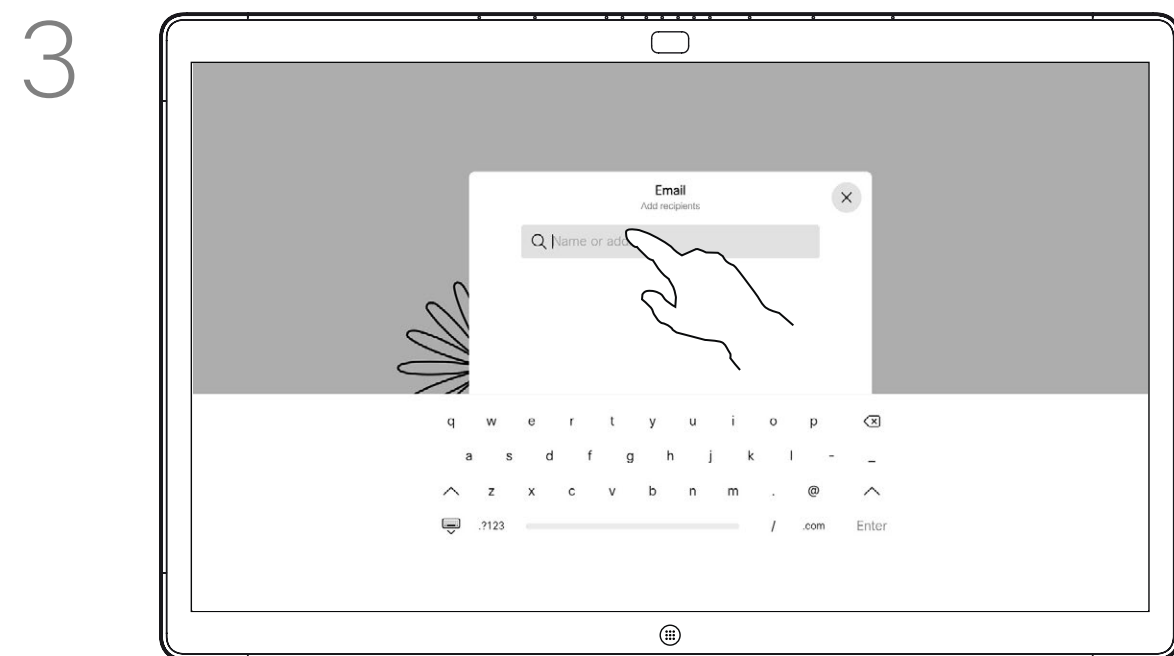 3
Email
Add recipients
Name or add
q w e r t y u i o p
a s d f g h j k l - _
z x c v b n m . @
.?123 / .com Enter